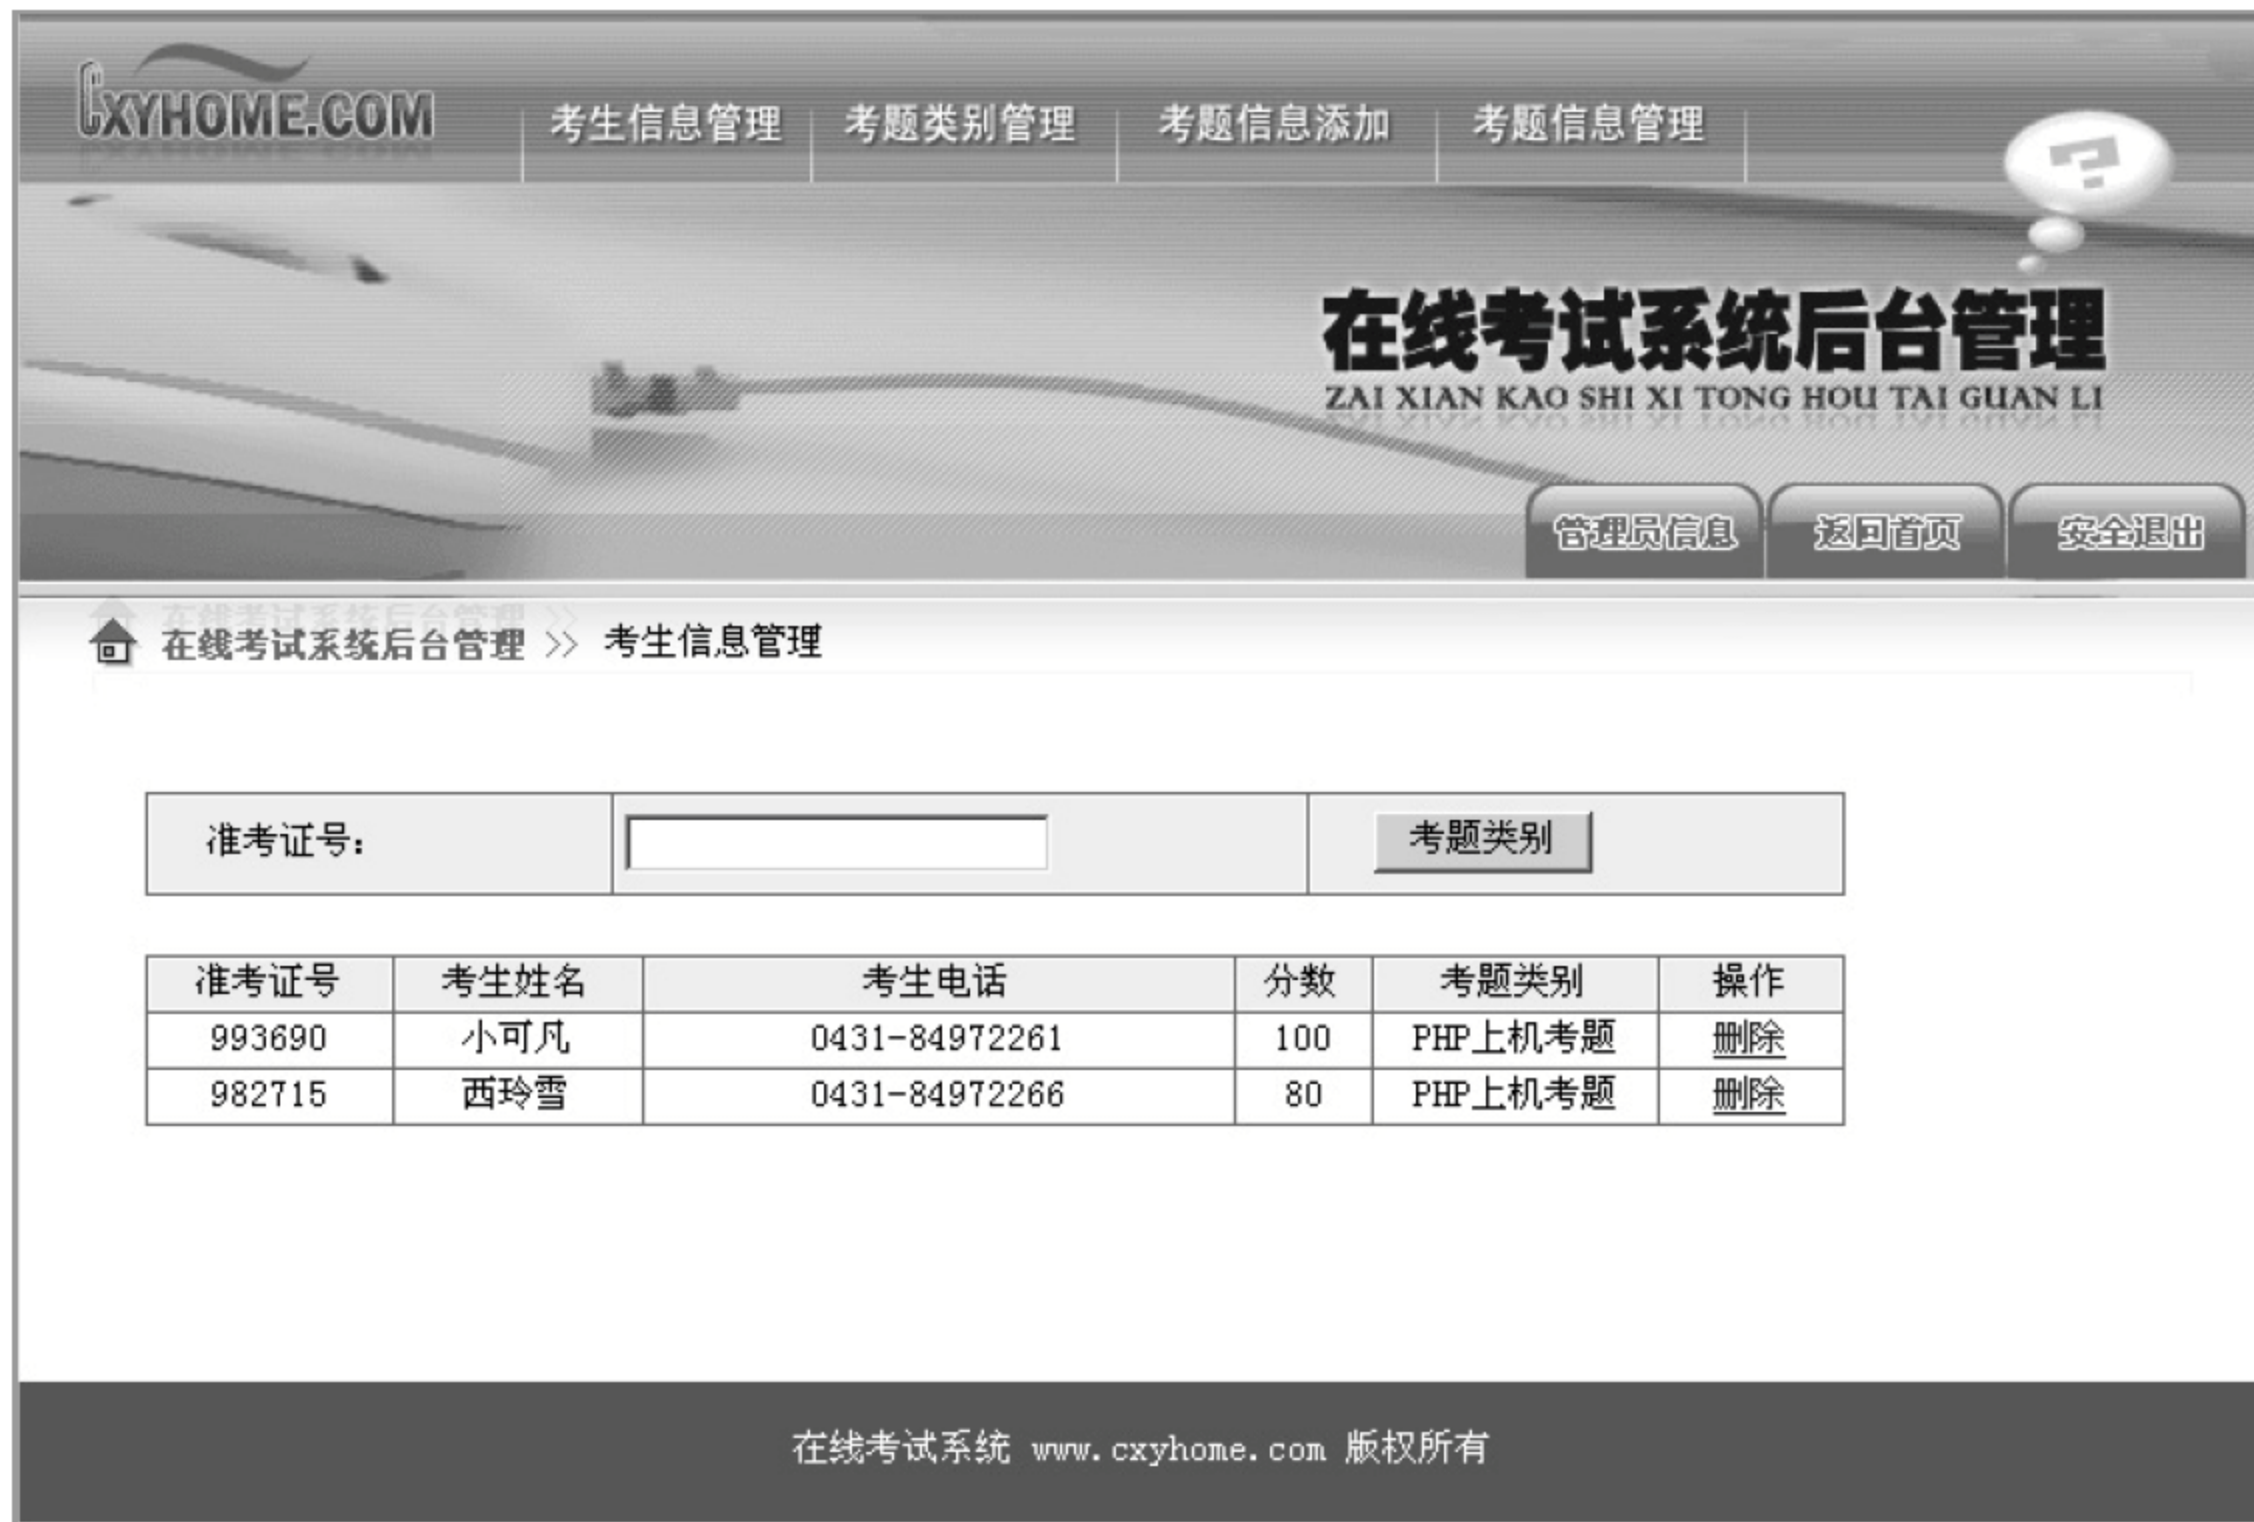 CXYHOME.COM
考生信息管理 考题类别管理 考题信息添加 考题信息管理
?
在线考试系统后台管理
ZAI XIAN KAO SHI XI TONG HOU TAI GUAN LI
管理员信息 返回首页 安全退出
在线考试系统后台管理 >> 考生信息管理
准考证号: 考题类别
准考证号 考生姓名 考生电话 分数 考题类别 操作
993690 小可凡 0431-84972261 100 PHP上机考题 删除
982715 西玲雪 0431-84972266 80 PHP上机考题 删除
在线考试系统 www.cxyhome.com 版权所有